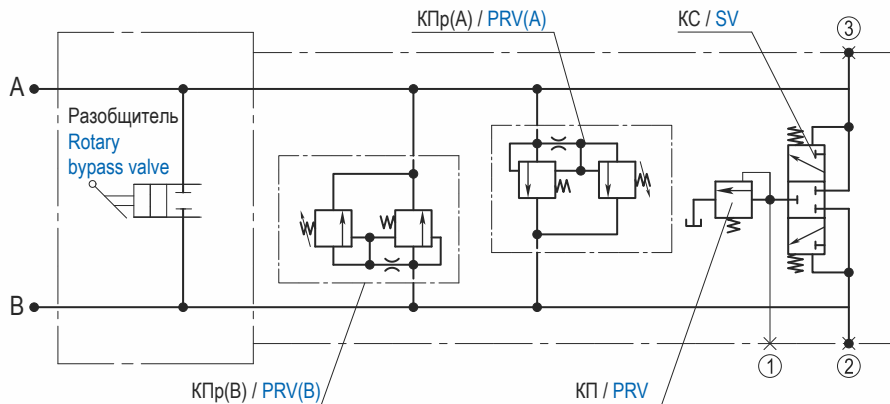 КПр(А) / PRV(A)
КС / SV
3
A
Разобщитель
Rotary
bypass valve
B
1
2
КПр(В) / PRV(B)
КП / PRV